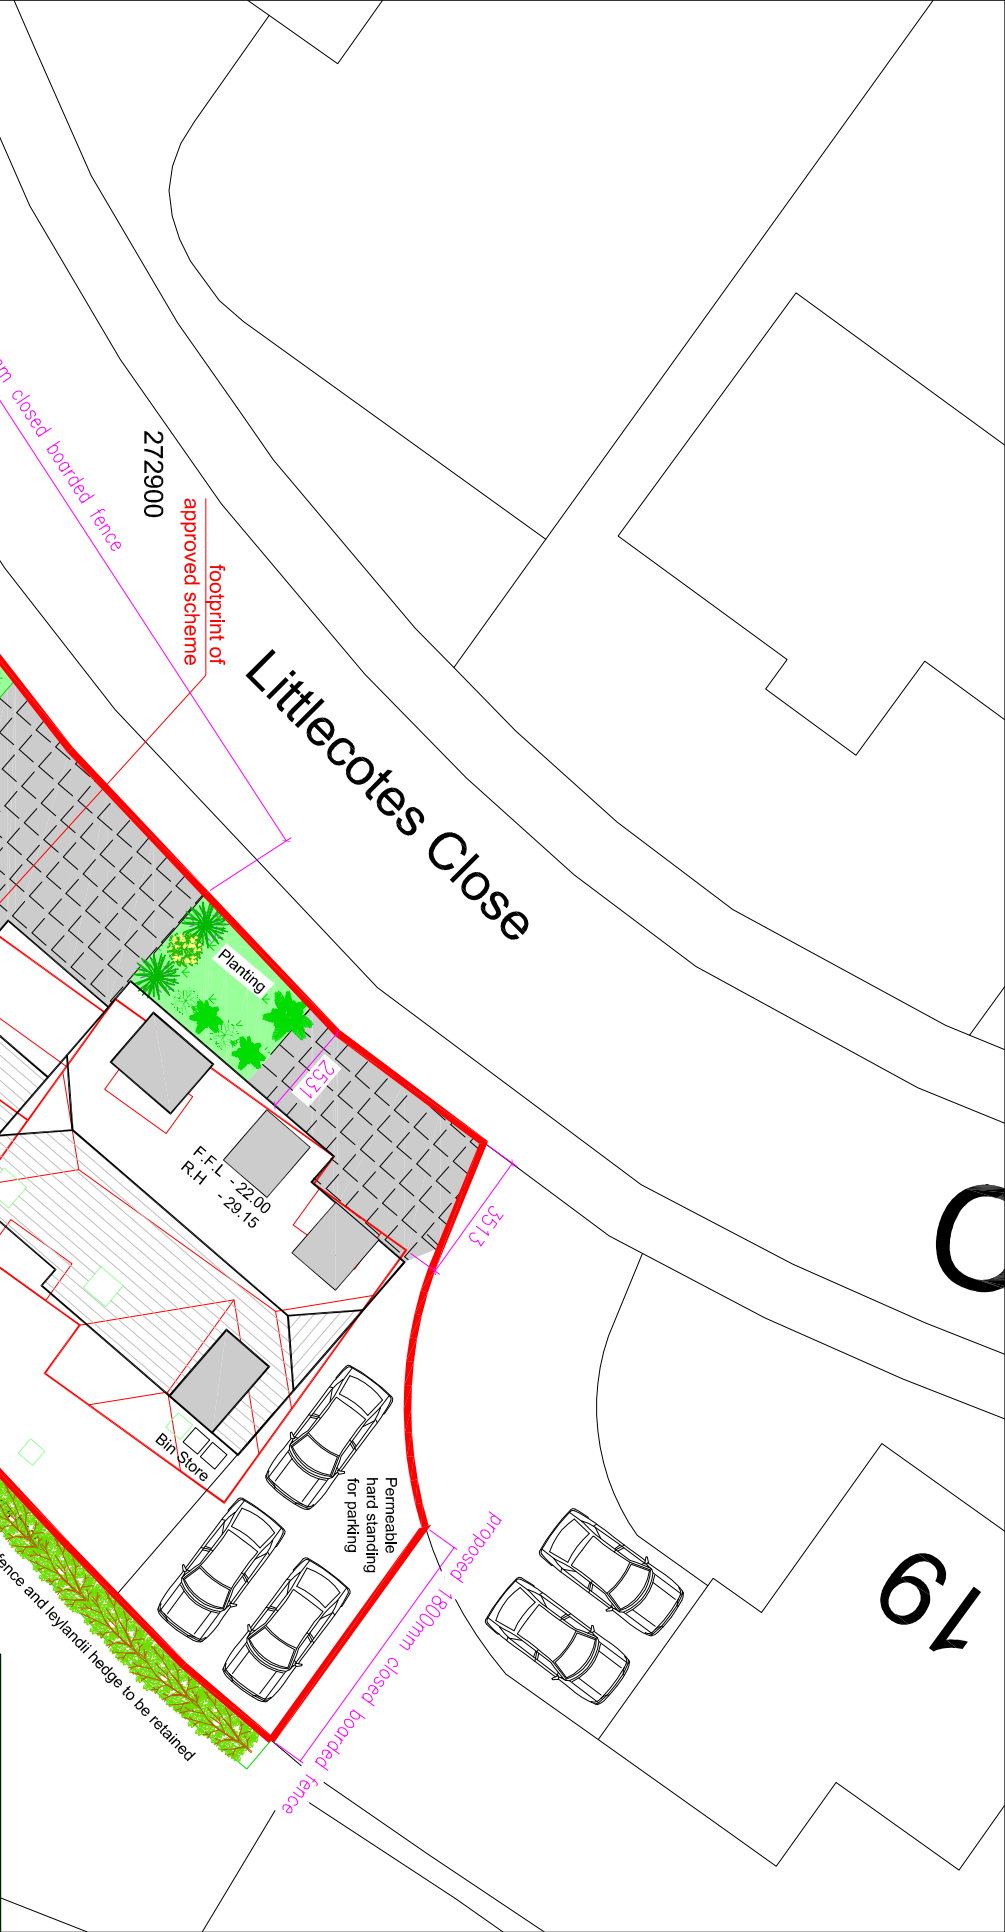 closed boarded fence
272900
footprint of
approved scheme
Littlecotes Close
Planting
2531
F.F.L - 22.00
R.H - 29.15
3513
Bin Store
Permeable
hard standing
for parking
proposed 1800mm closed boarded fence
fence and leylandii hedge to be retained
19